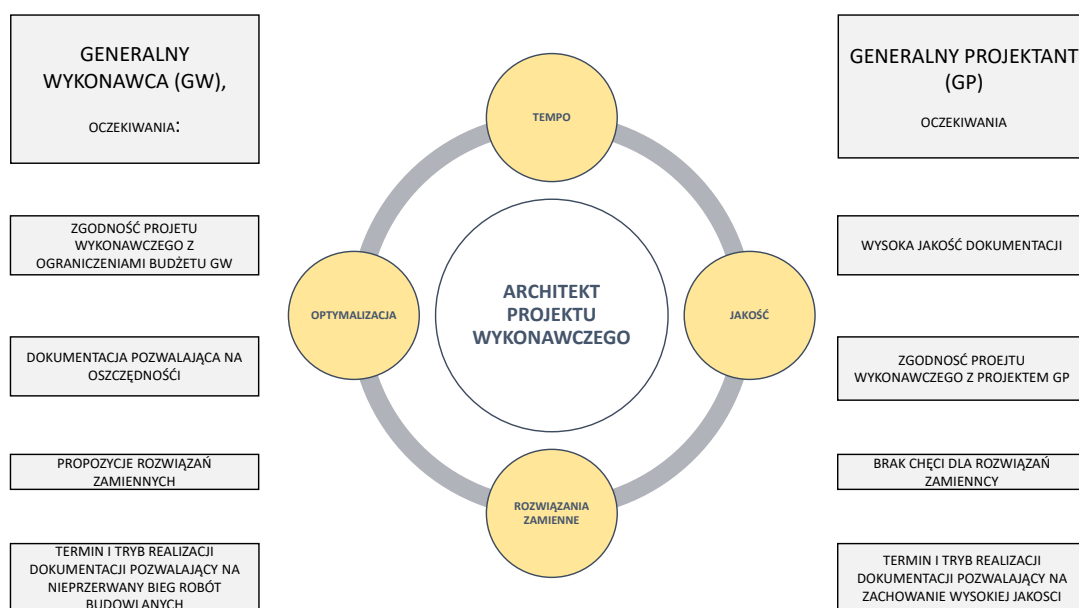 GENERALNY
WYKONAWCA (GW),
OCZEKIWANIA:
ZGODNOŚĆ PROJETU
WYKONAWCZEGO Z
OGRANICZENIAMI BUDŻETU GW
DOKUMENTACJA POZWALAJĄCA NA
OSZCZĘDNOŚĆI
PROPOZYCJE ROZWIĄZAŃ
ZAMIENNYCH
TERMIN I TRYB REALIZACJI
DOKUMENTACJI POZWALAJĄCY NA
NIEPRZERWANY BIEG ROBÓT
BUDOWLANYCH
TEMPO
OPTYMALIZACJA
ARCHITEKT
PROJEKTU
WYKONAWCZEGO
JAKOŚĆ
ROZWIĄZANIA
ZAMIENNE
GENERALNY PROJEKTANT
(GP)
OCZEKIWANIA
WYSOKA JAKOŚĆ DOKUMENTACJI
ZGODNOSĆ PROEJTU
WYKONAWCZEGO Z PROJEKTEM GP
BRAK CHĘCI DLA ROZWIĄZAŃ
ZAMIENNCY
TERMIN I TRYB REALIZACJI
DOKUMENTACJI POZWALAJĄCY NA
ZACHOWANIE WYSOKIEJ JAKOSCI